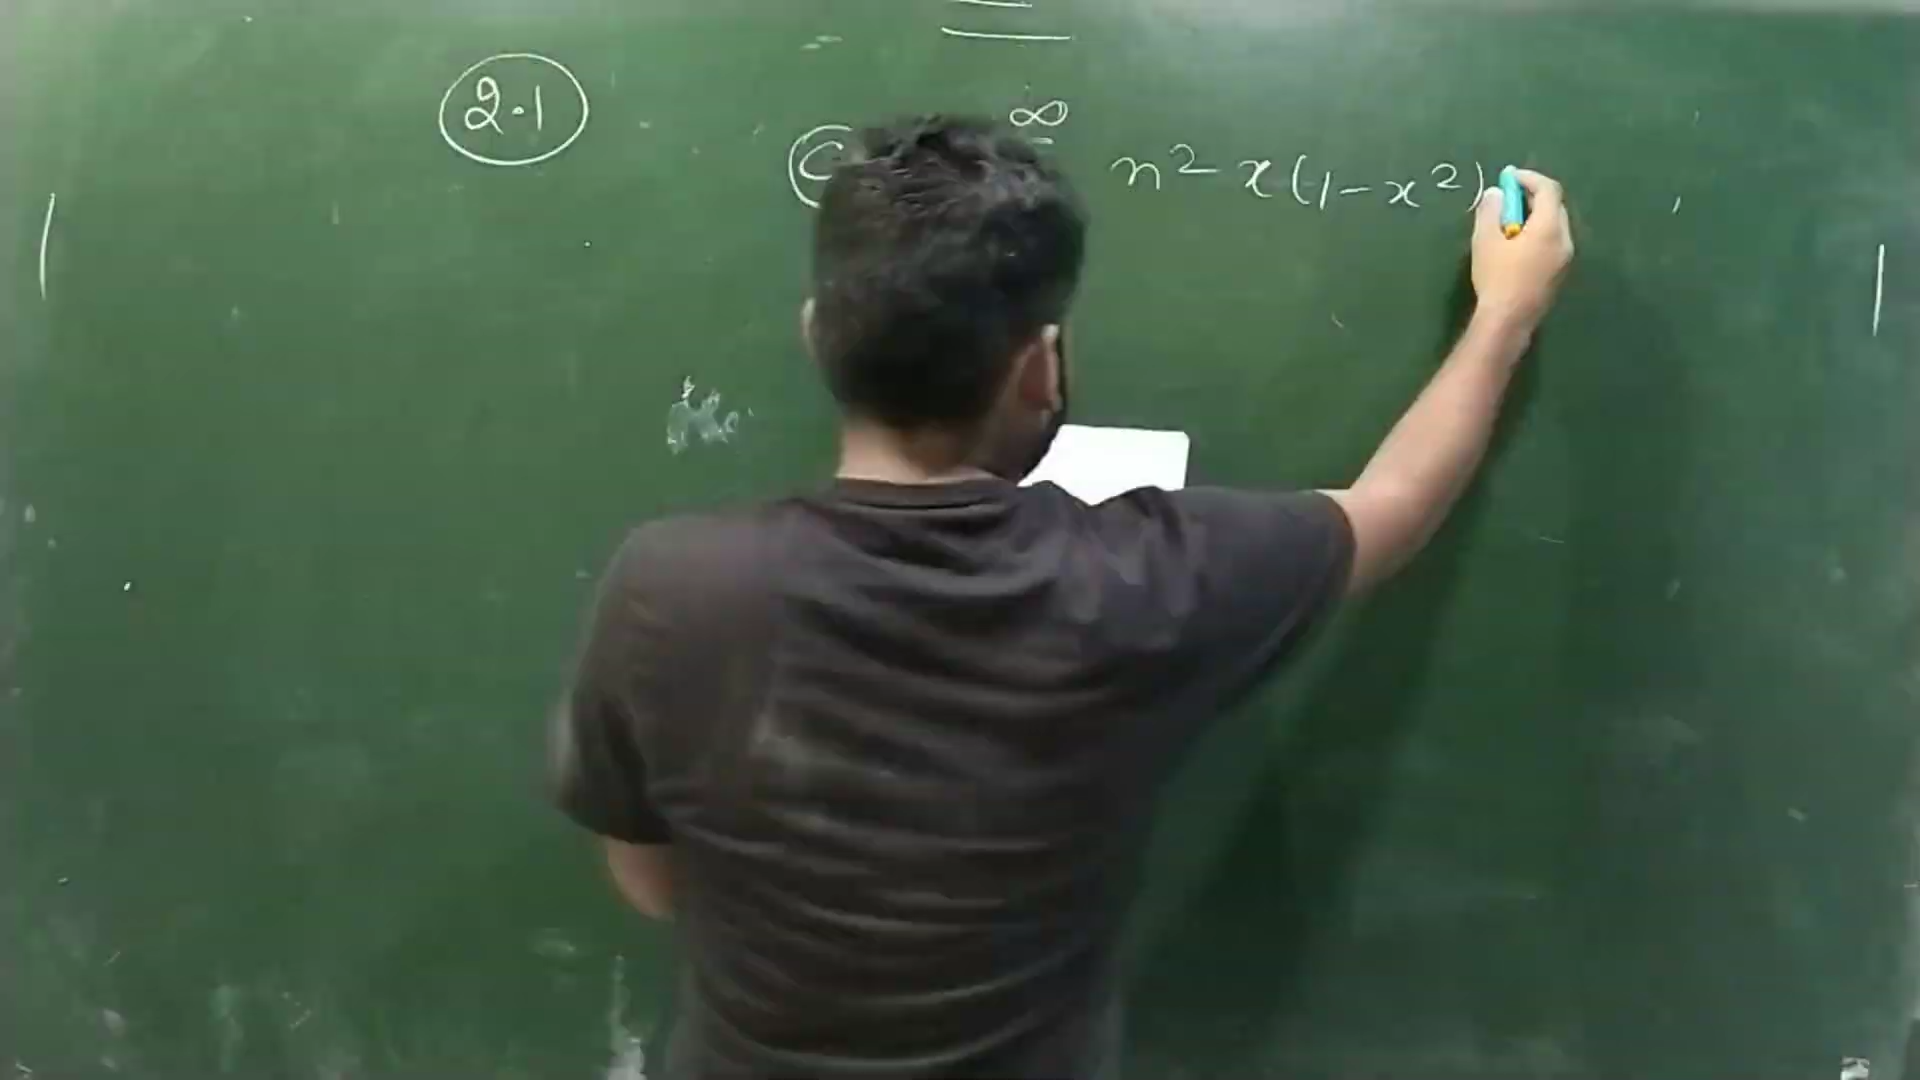 2.1
∞
C n² x(1-x²)